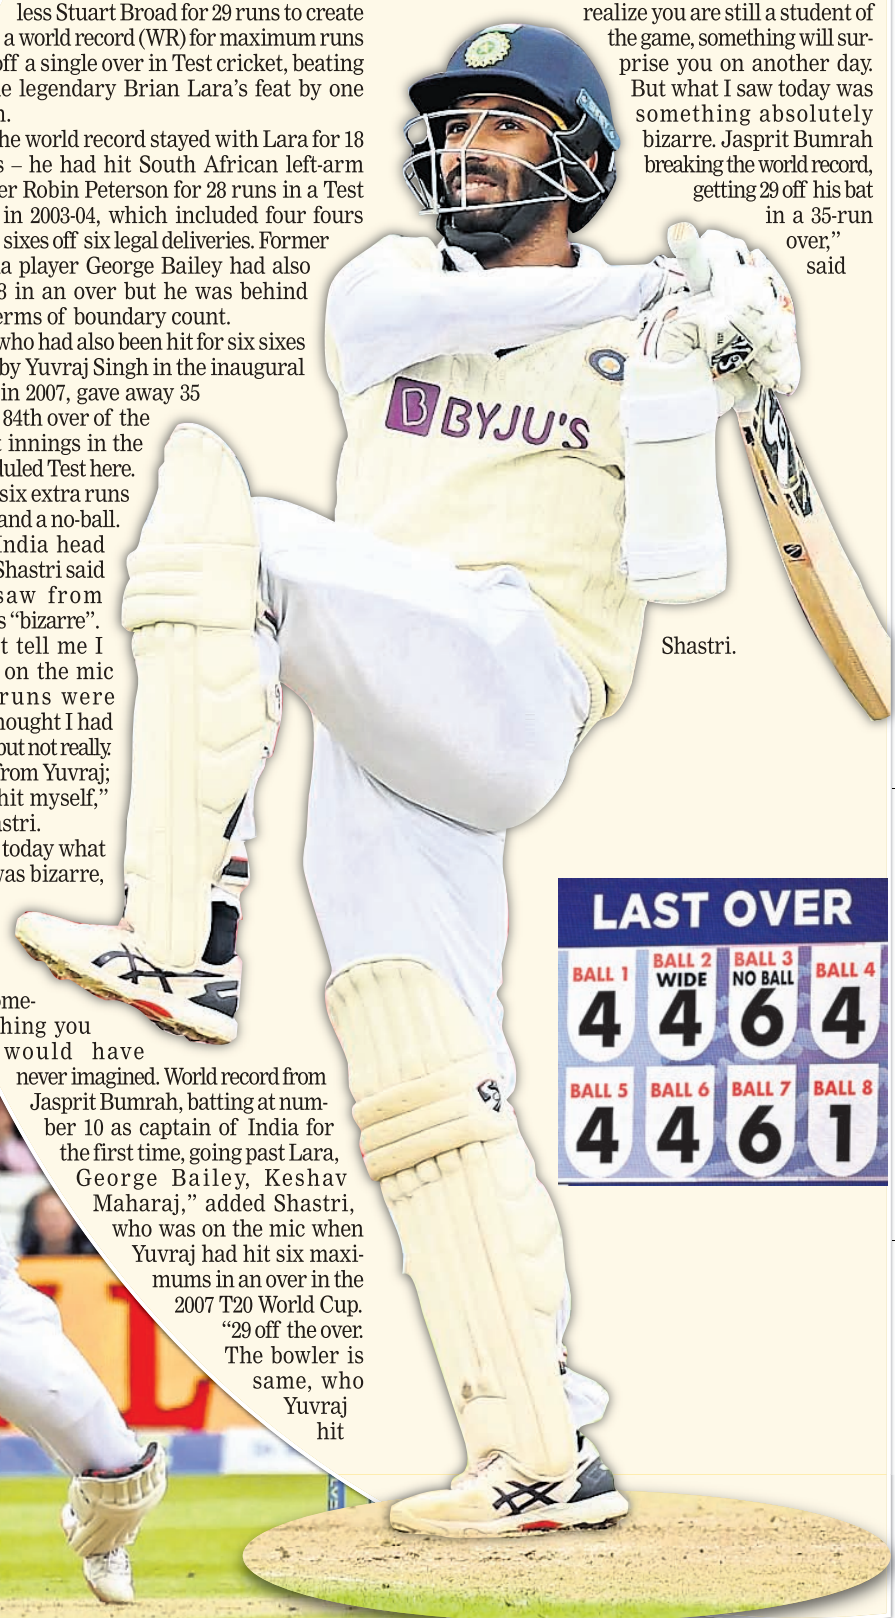 less Stuart Broad for 29 runs to create
a world record (WR) for maximum runs
off a single over in Test cricket, beating
legendary Brian Lara’s feat by one
he world record stayed with Lara for 18
– he had hit South African left-arm
Robin Peterson for 28 runs in a Test
in 2003-04, which included four fours
sixes off six legal deliveries. Former
player George Bailey had also
in an over but he was behind
erms of boundary count.
who had also been hit for six sixes
by Yuvraj Singh in the inaugural
in 2007, gave away 35
84th over of the
innings in the
duled Test here.
six extra runs
and a no-ball.
India head
Shastri said
saw from
“bizarre”.
tell me I
on the mic
runs were
hought I had
but not really.
from Yuvraj;
hit myself,”
stri.
today what
was bizarre,
ome-
thing you
would have
never imagined. World record from
Jasprit Bumrah, batting at num-
ber 10 as captain of India for
the first time, going past Lara,
George Bailey, Keshav
Maharaj,” added Shastri,
who was on the mic when
Yuvraj had hit six maxi-
mums in an over in the
2007 T20 World Cup.
“29 off the over.
The bowler is
same, who
Yuvraj
hit
realize you are still a student of
the game, something will sur-
prise you on another day.
But what I saw today was
something absolutely
bizarre. Jasprit Bumrah
breaking the world record,
getting 29 off his bat
in a 35-run
over,”
said
Shastri.
B BYJU'S
LAST OVER
BALL 1 BALL 2 BALL 3 BALL 4
WIDE NO BALL
4 4 6 4
BALL 5 BALL 6 BALL 7 BALL 8
4 4 6 1